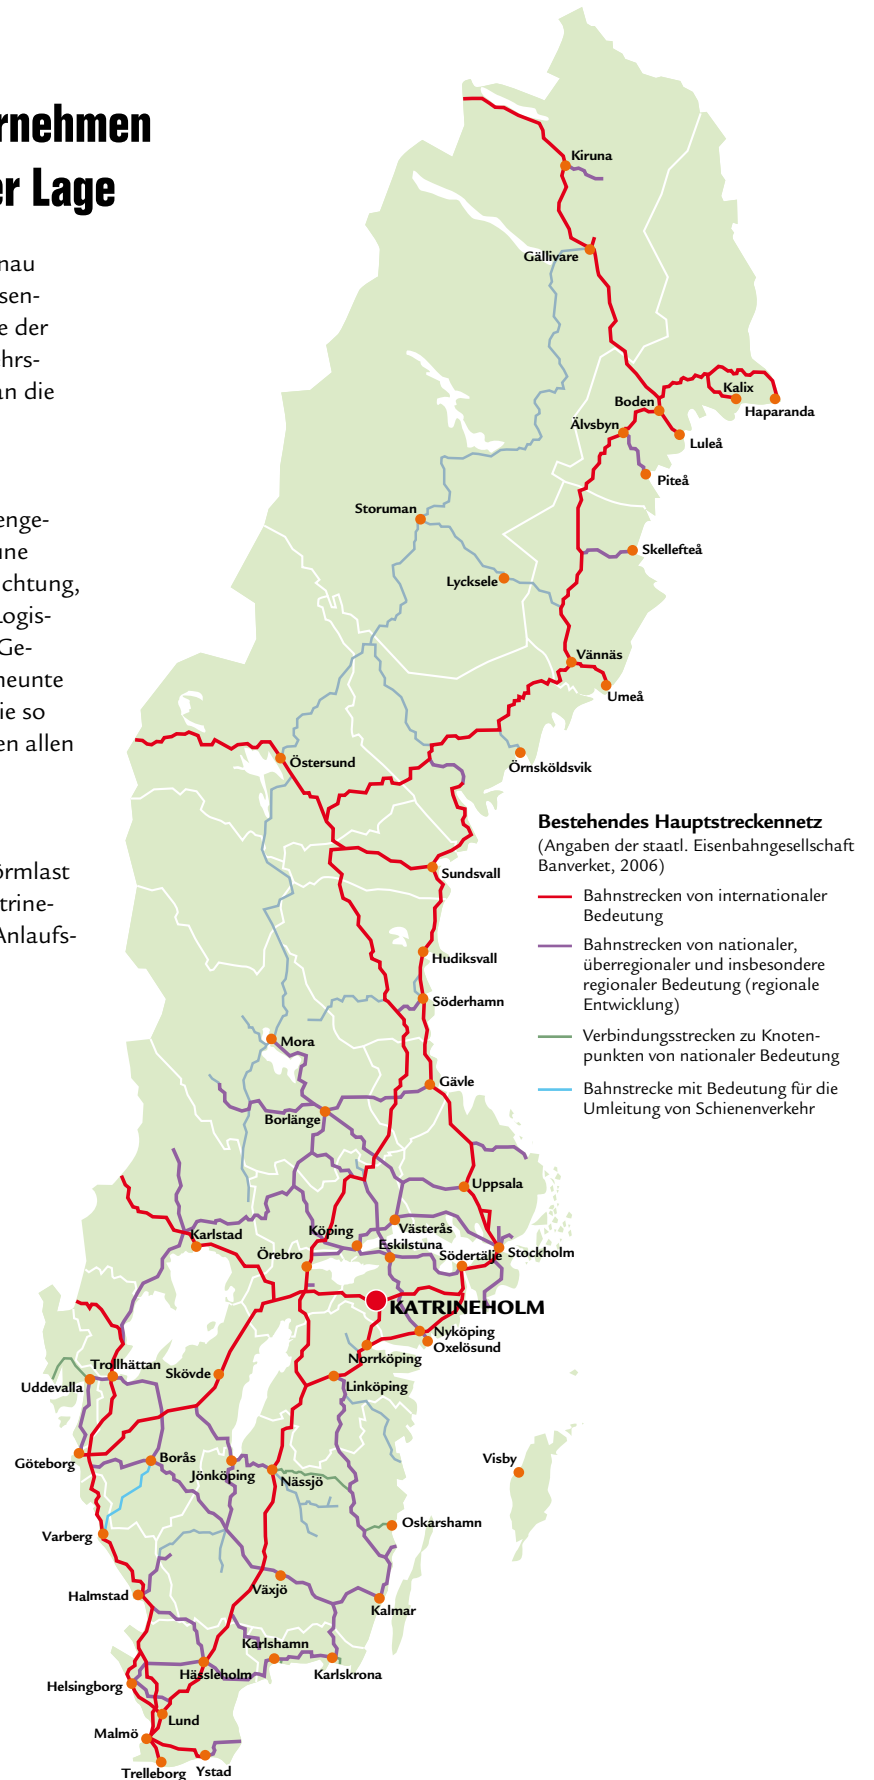 rnehmen
er Lage
nau
sen-
e der
hrs-
an die
enge-
une
chtung,
Logis-
Ge-
neunte
ie so
en allen
örmlast
trine-
Anlaufs-
Kiruna
Gällivare
Kalix
Boden
Haparanda
Älvsbyn
Luleå
Piteå
Storuman
Skellefteå
Lycksele
Vännäs
Umeå
Östersund
Örnsköldsvik
Bestehendes Hauptstreckennetz
(Angaben der staatl. Eisenbahngesellschaft
Banverket, 2006)
Bahnstrecken von internationaler
Bedeutung
Bahnstrecken von nationaler,
überregionaler und insbesondere
regionaler Bedeutung (regionale
Entwicklung)
Verbindungsstrecken zu Knoten-
punkten von nationaler Bedeutung
Bahnstrecke mit Bedeutung für die
Umleitung von Schienenverkehr
Sundsvall
Hudiksvall
Söderhamn
Mora
Gävle
Borlänge
Uppsala
Karlstad
Köping
Västerås
Eskilstuna
Örebro
Södertälje
Stockholm
KATRINEHOLM
Nyköping
Oxelösund
Norrköping
Trollhättan
Skövde
Uddevalla
Linköping
Göteborg
Borås
Jönköping
Nässjö
Visby
Oskarshamn
Varberg
Växjö
Halmstad
Kalmar
Karlshamn
Hässleholm
Karlskrona
Helsingborg
Lund
Malmö
Trelleborg
Ystad